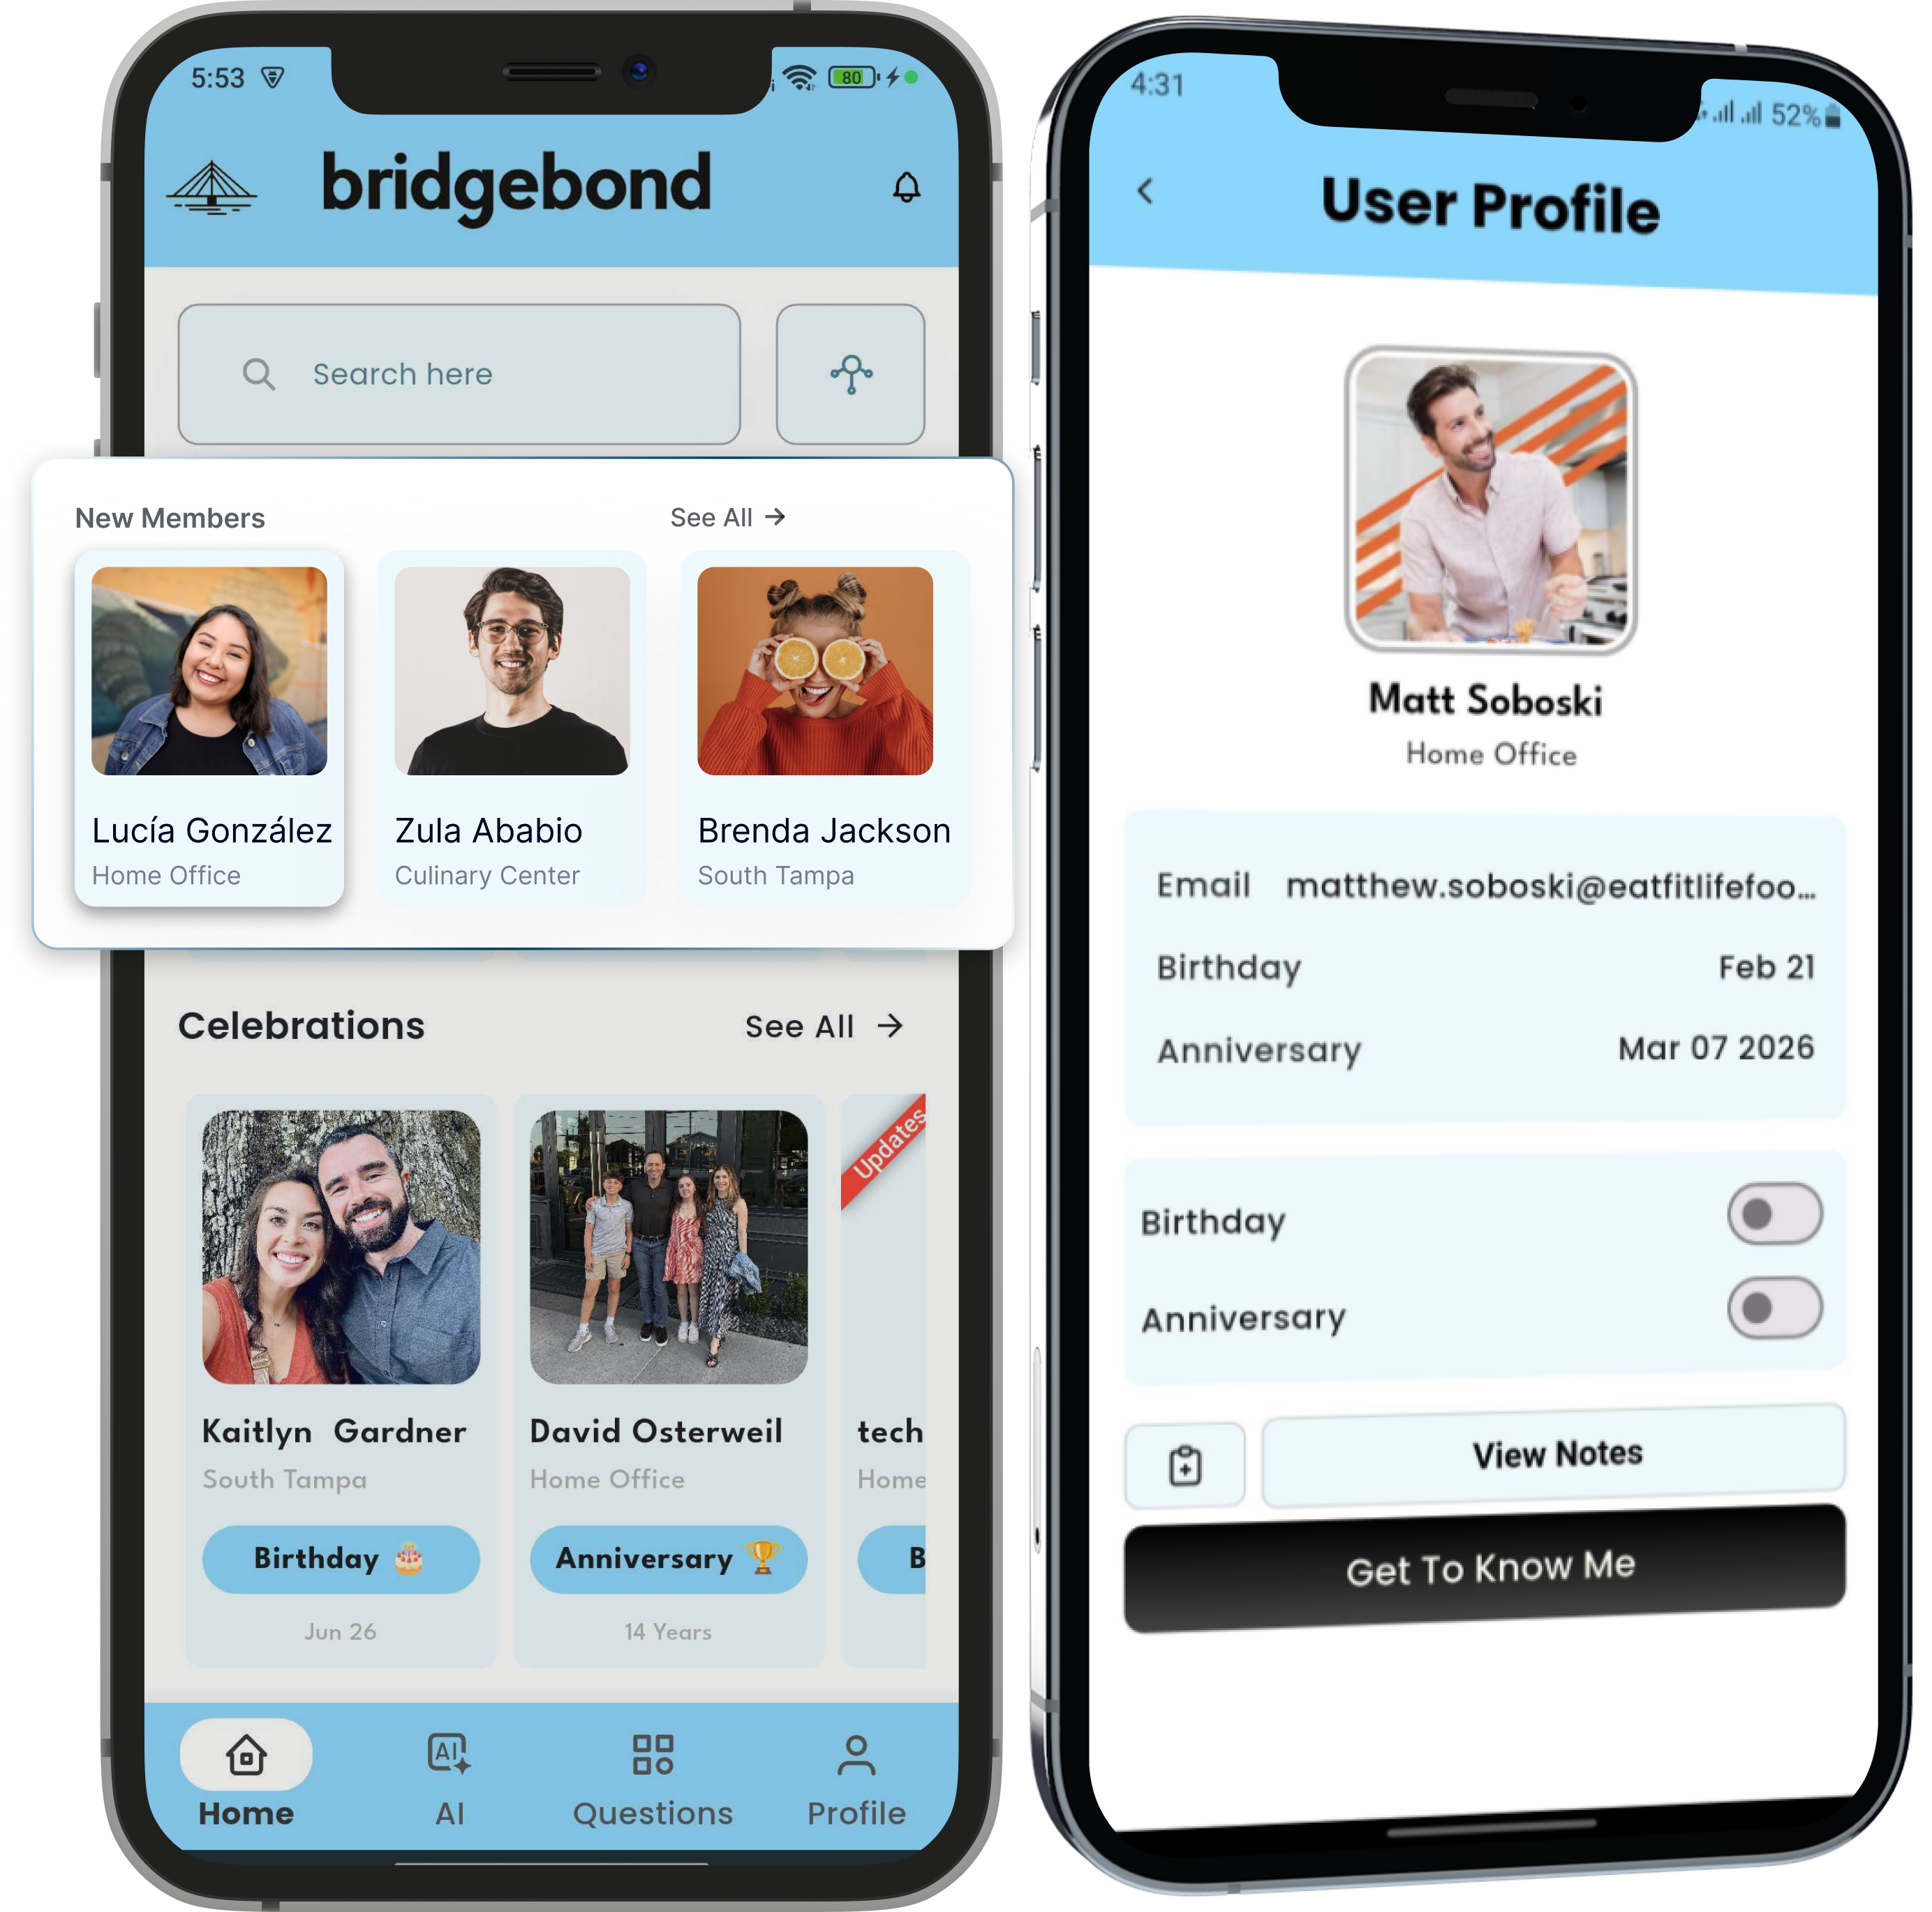 5:53
80
bridgebond
Search here
New Members
See All →
Lucía González
Home Office
Zula Ababio
Culinary Center
Brenda Jackson
South Tampa
Celebrations
See All →
Updates
Kaitlyn Gardner
South Tampa
Birthday 🎂
Jun 26
David Osterweil
Home Office
Anniversary 🏆
14 Years
tech
Home
B
Home
AI
AI
Questions
Profile
4:31
52%
User Profile
Matt Soboski
Home Office
Email matthew.soboski@eatfitlifefoo...
Birthday Feb 21
Anniversary Mar 07 2026
Birthday
Anniversary
View Notes
Get To Know Me